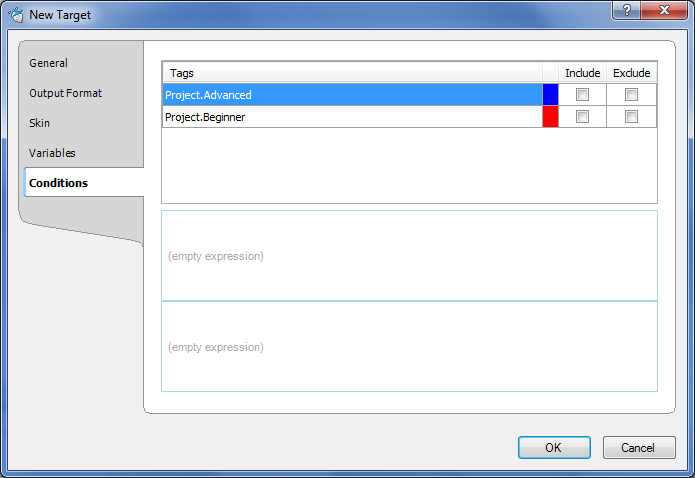 New Target
General
Output Format
Skin
Variables
Conditions
Tags Include Exclude
Project.Advanced
Project.Beginner
(empty expression)
(empty expression)
OK Cancel